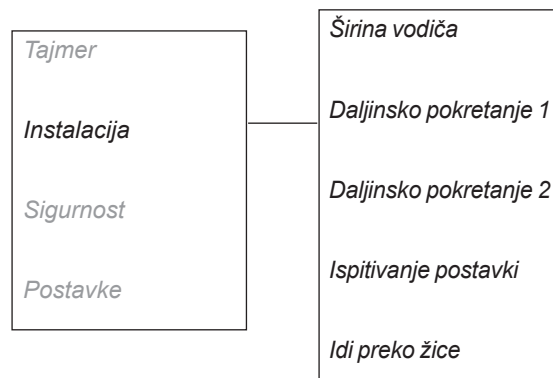 Tajmer
Instalacija
Sigurnost
Postavke
Širina vodiča
Daljinsko pokretanje 1
Daljinsko pokretanje 2
Ispitivanje postavki
Idi preko žice